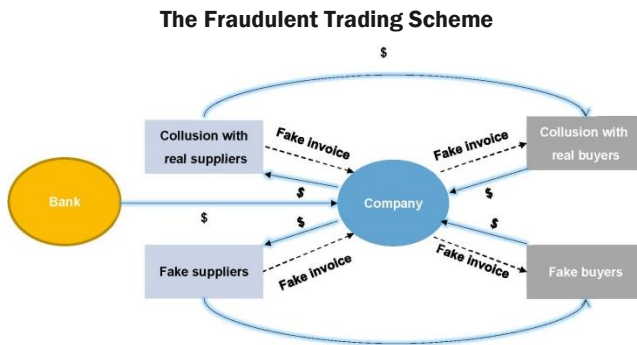 The Fraudulent Trading Scheme
$
Collusion with
real suppliers
Fake invoice
Fake invoice
Collusion with
real buyers
Bank
$
$
Company
$
$
$
Fake suppliers
Fake invoice
Fake invoice
Fake buyers